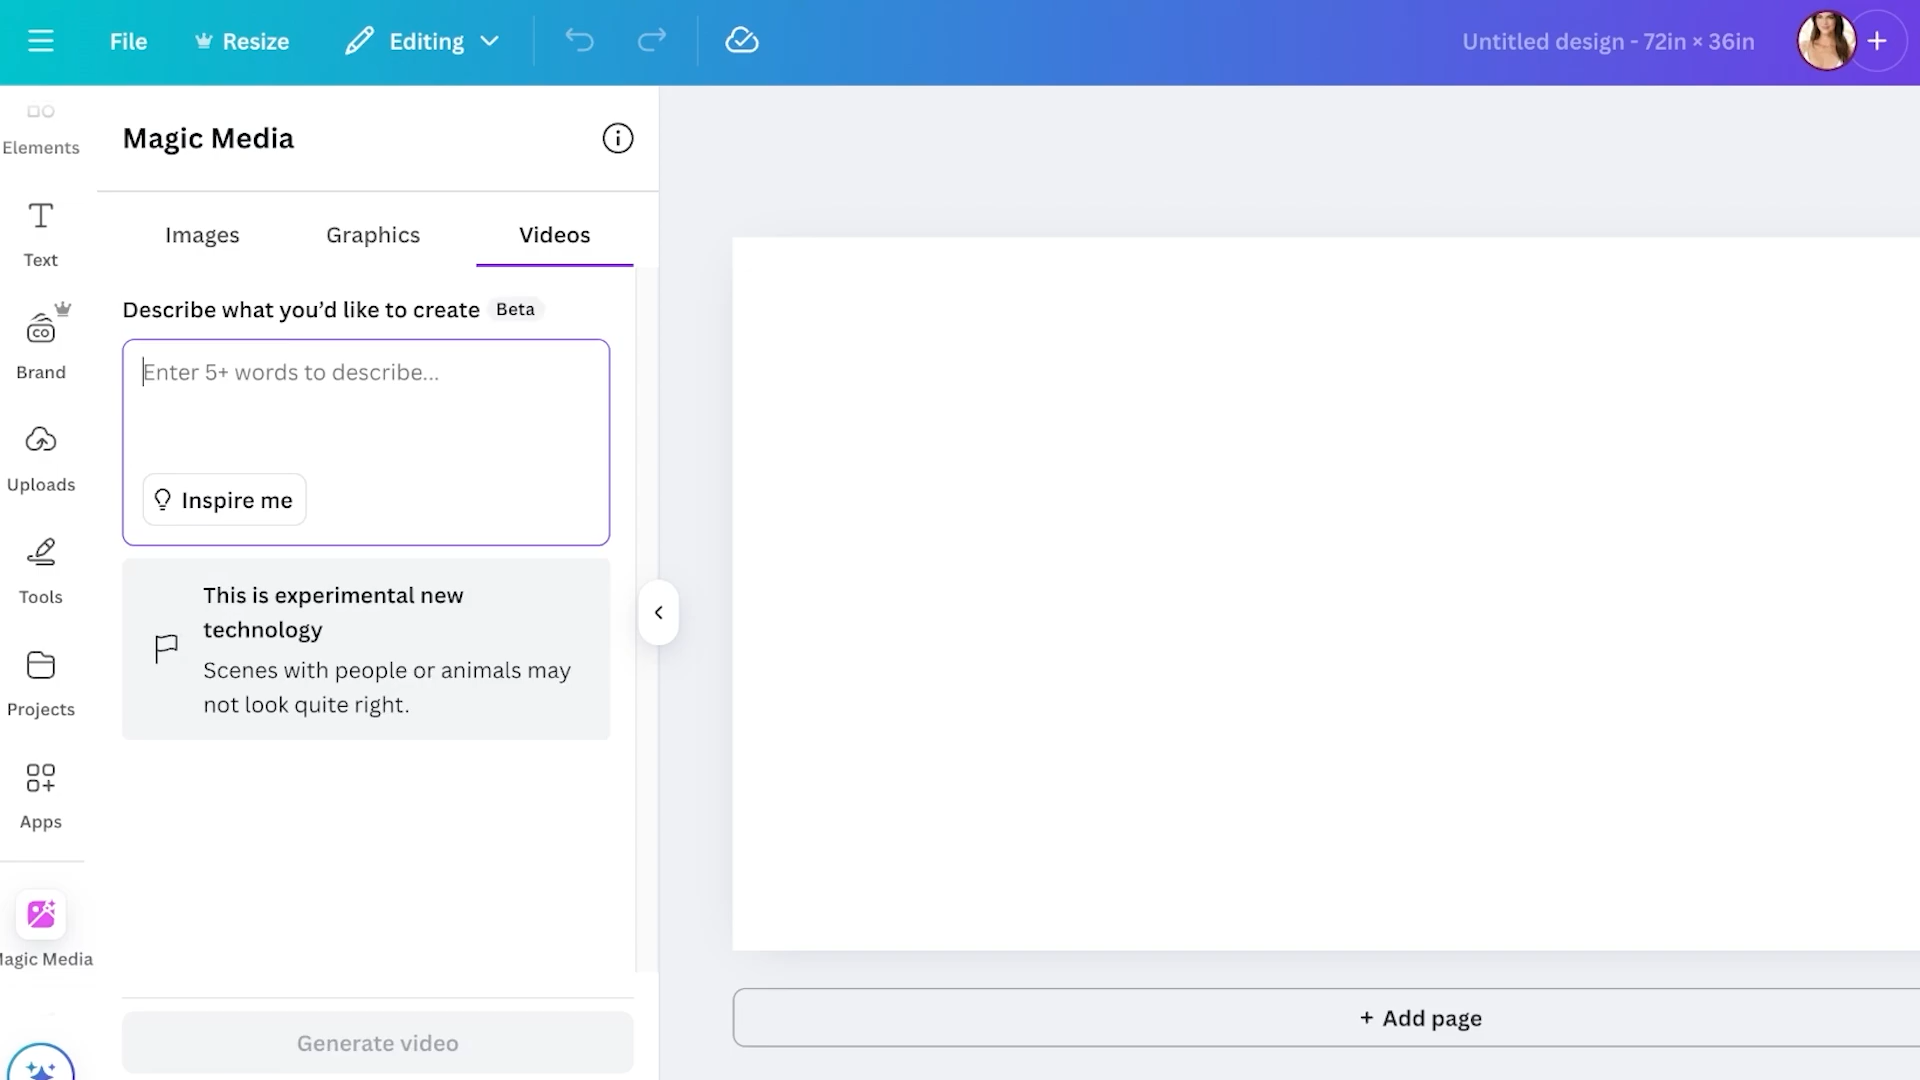 File
Resize
Editing
Untitled design - 72in × 36in
Elements
Text
CO
Brand
Uploads
Tools
Projects
Apps
Magic Media
Magic Media
Images
Graphics
Videos
Describe what you’d like to create
Beta
Enter 5+ words to describe...
Inspire me
This is experimental new
technology
Scenes with people or animals may
not look quite right.
Generate video
+ Add page